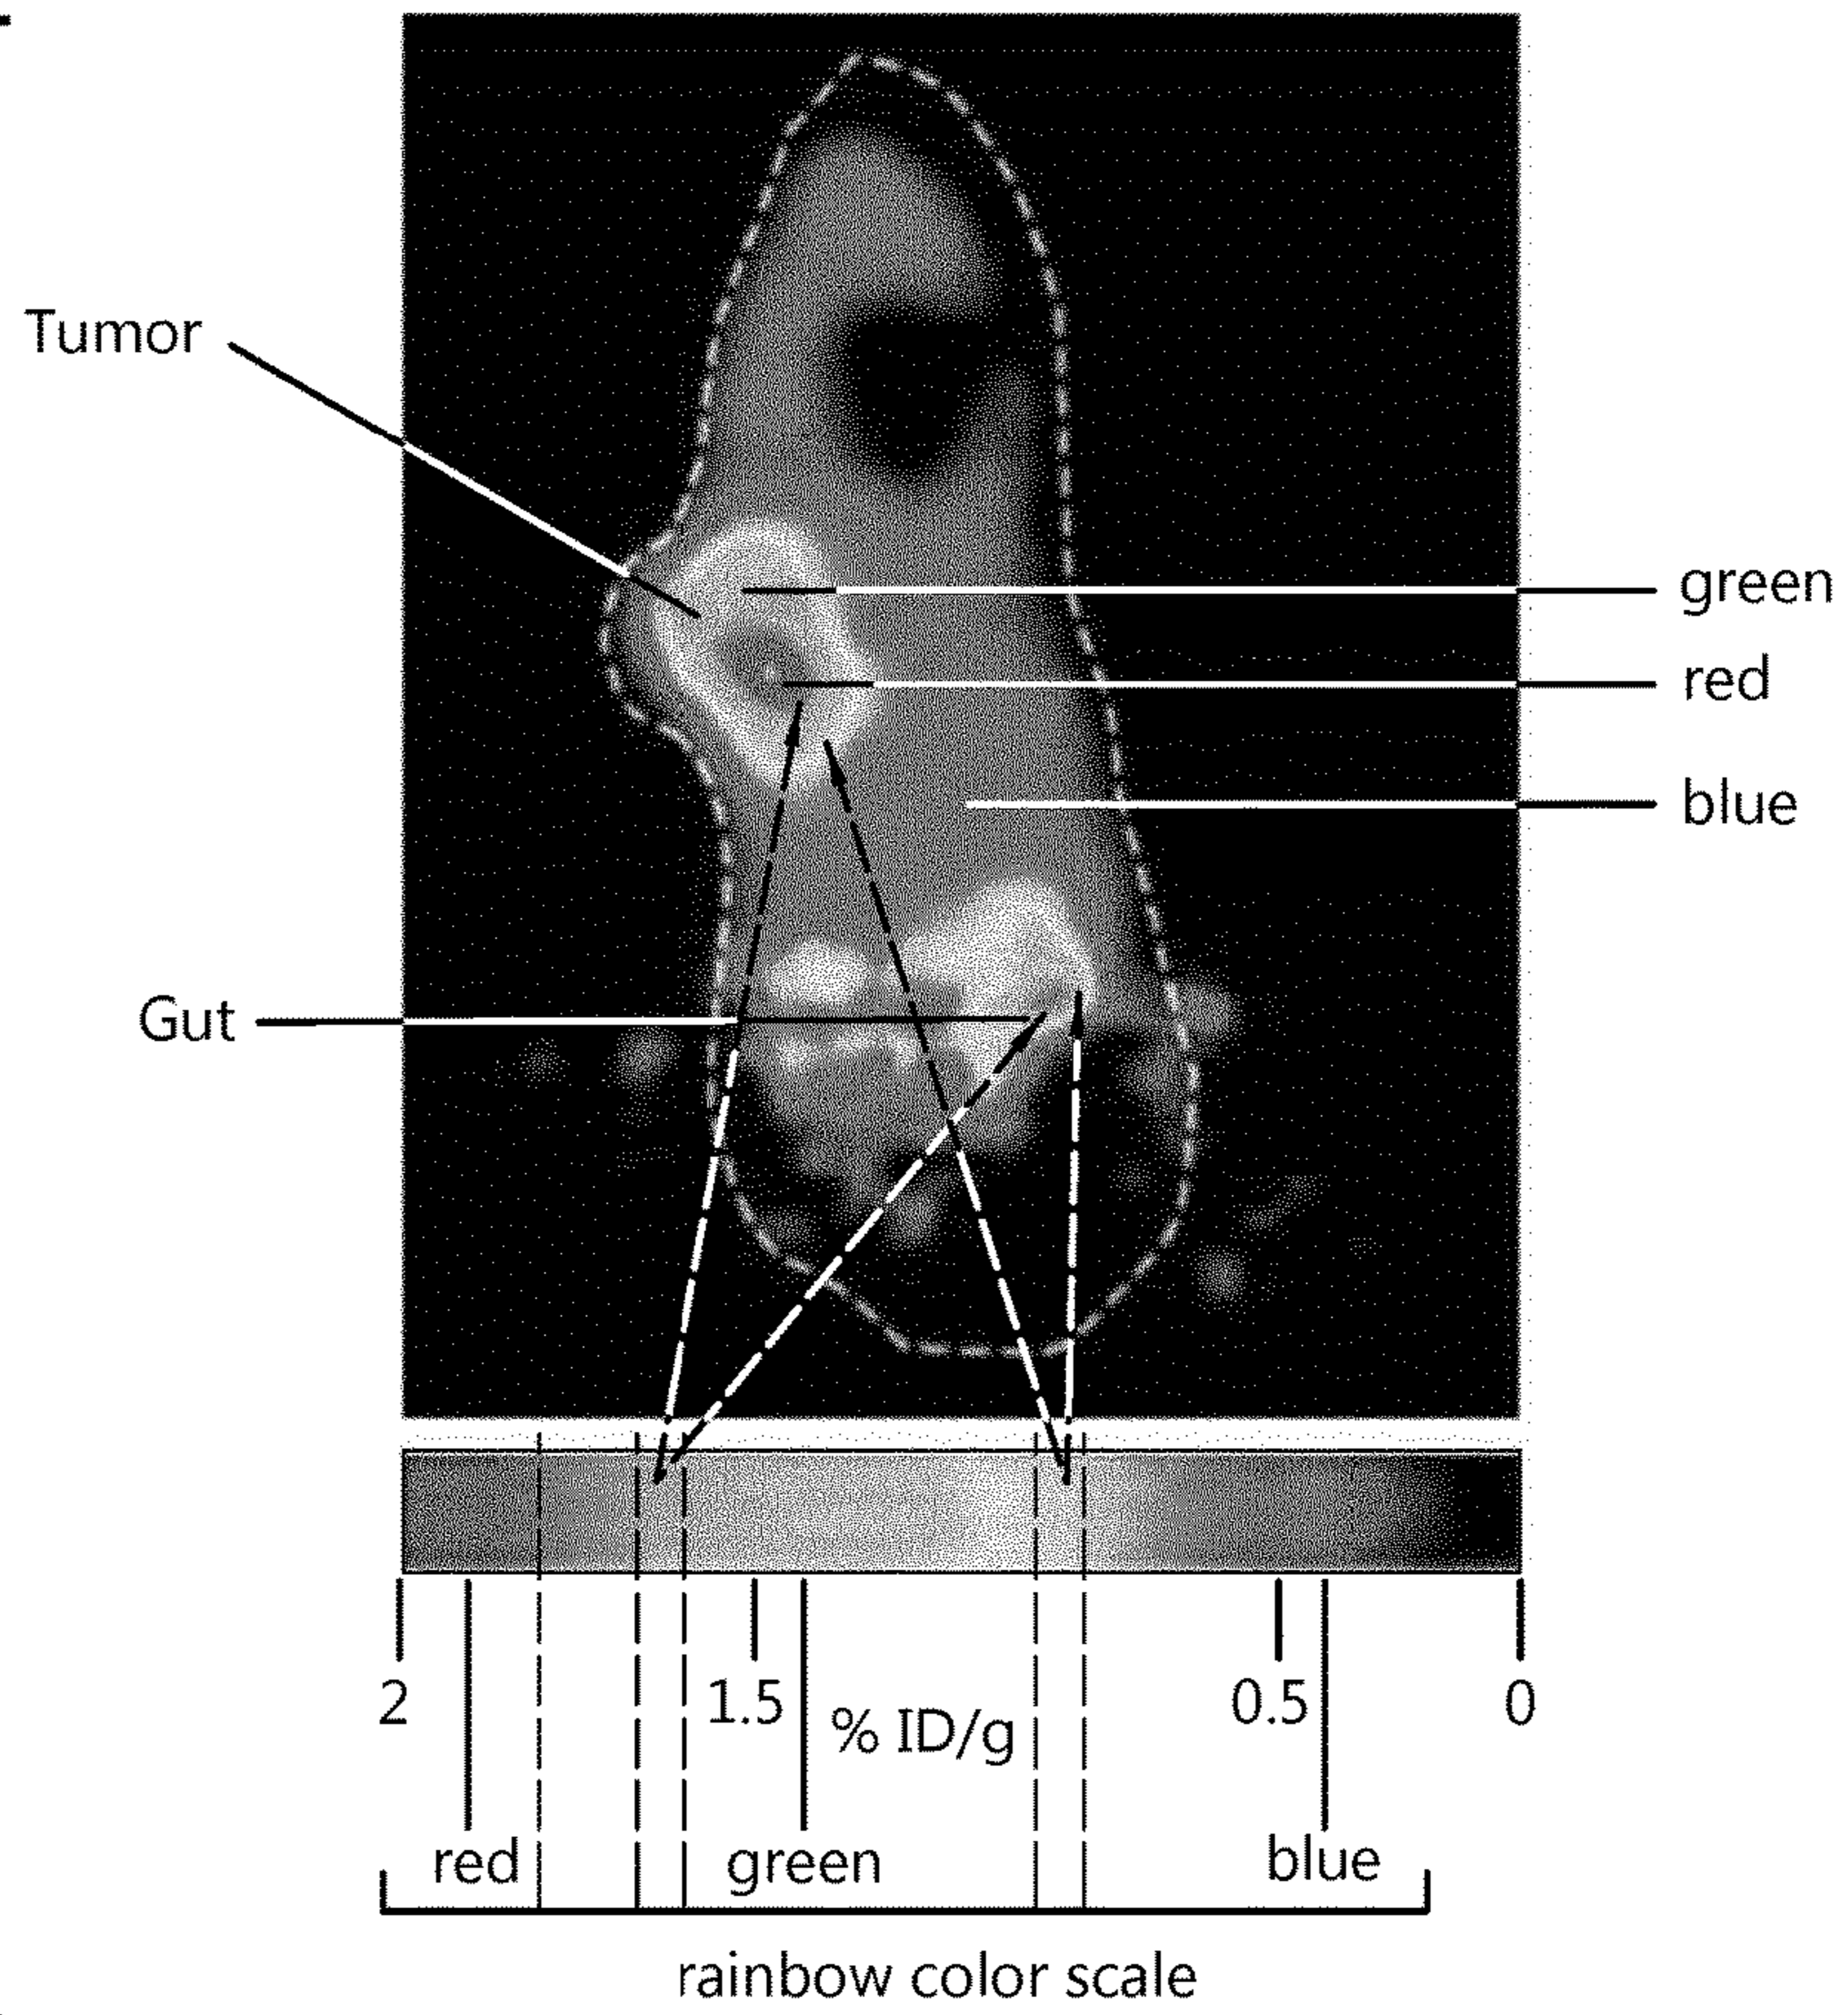 Tumor
green
red
blue
Gut
2
1.5
0.5
0
% ID/g
red
green
blue
rainbow color scale